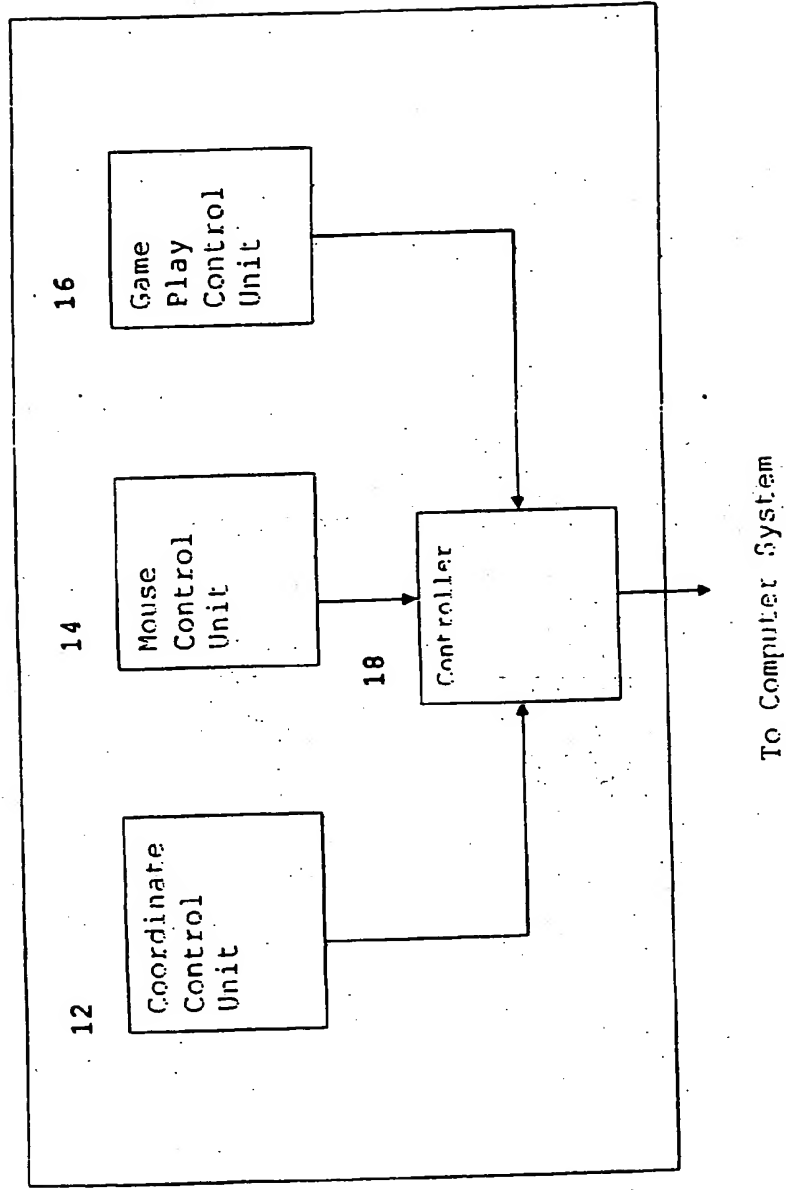 12
Coordinate
Control
Unit
14
Mouse
Control
Unit
16
Game
Play
Control
Unit
18
Controller
To Computer System